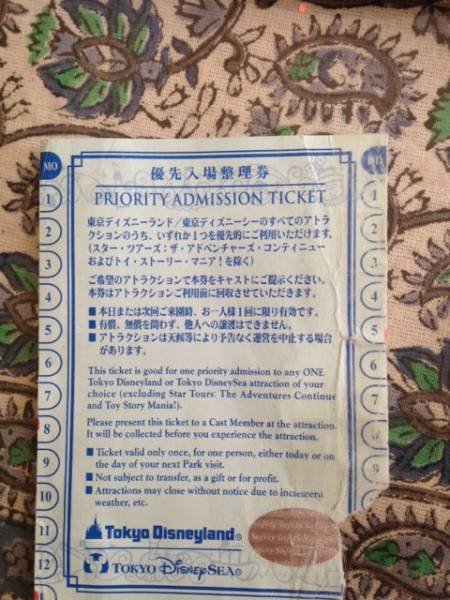 優先入場整理券
PRIORITY ADMISSION TICKET
MO
1
2
3
4
5
6
7
8
9
10
11
12
1
2
3
4
5
東京ディズニーランド/東京ディズニーシーのすべてのアトラ
クションのうち、いずれか1つを優先的にご利用いただけます。
(スター・ツアーズ:ザ・アドベンチャーズ・コンティニュー
およびトイ・ストーリー・マニア!を除く)
ご希望のアトラクションで本券をキャストにご提示ください。
本券はアトラクションご利用前に回収させていただきます。
■ 本日または次回ご来園時、お一人様1回に限り有効です。
■ 有償、無償を問わず、他人への譲渡はできません。
■ アトラクションは天候等により予告なく運営を中止する場合
があります。
This ticket is good for one priority admission to any ONE
Tokyo Disneyland or Tokyo DisneySea attraction of your
choice (excluding Star Tours: The Adventures Continue
and Toy Story Mania!).
Please present this ticket to a Cast Member at the attraction.
It will be collected before you experience the attraction.
■ Ticket valid only once, for one person, either today or on
the day of your next Park visit.
■ Not subject to transfer, as a gift or for profit.
■ Attractions may close without notice due to inclement
weather, etc.
Tokyo Disneyland®
TOKYO DISNEYSEA®
Safety Safety